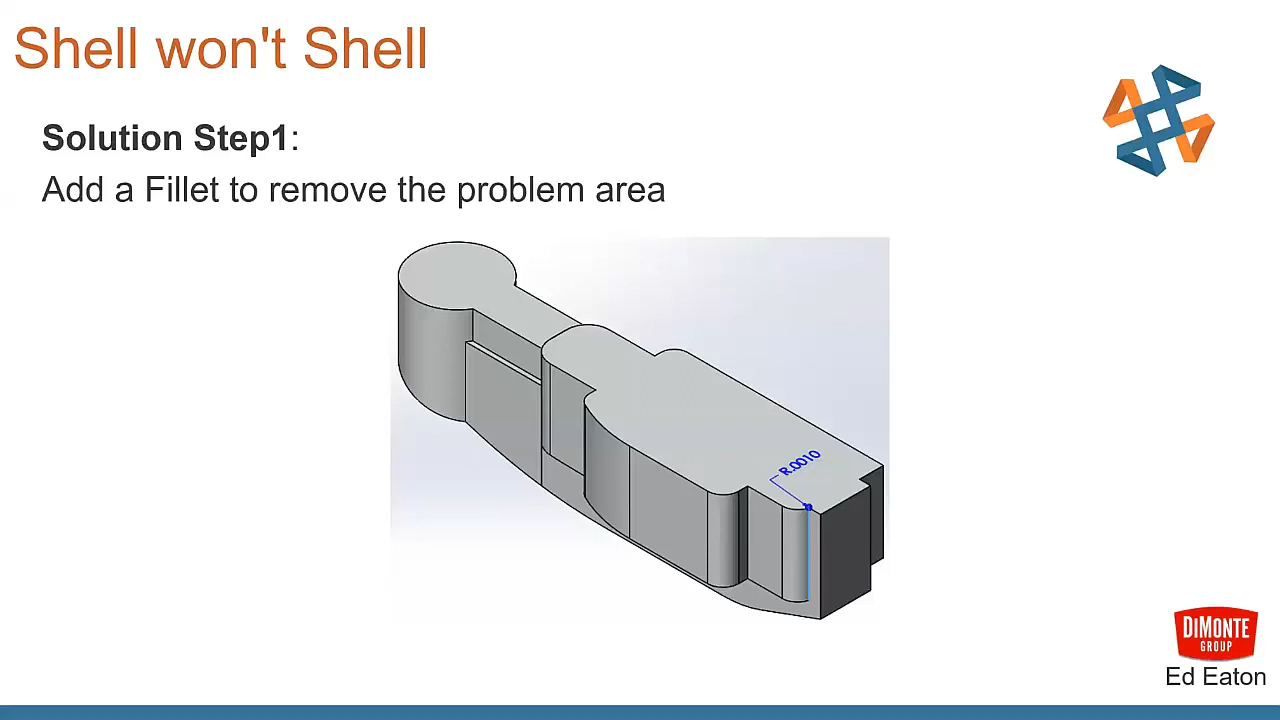 Shell won't Shell
Solution Step1:
Add a Fillet to remove the problem area
R.0010
DIMONTE
GROUP
Ed Eaton